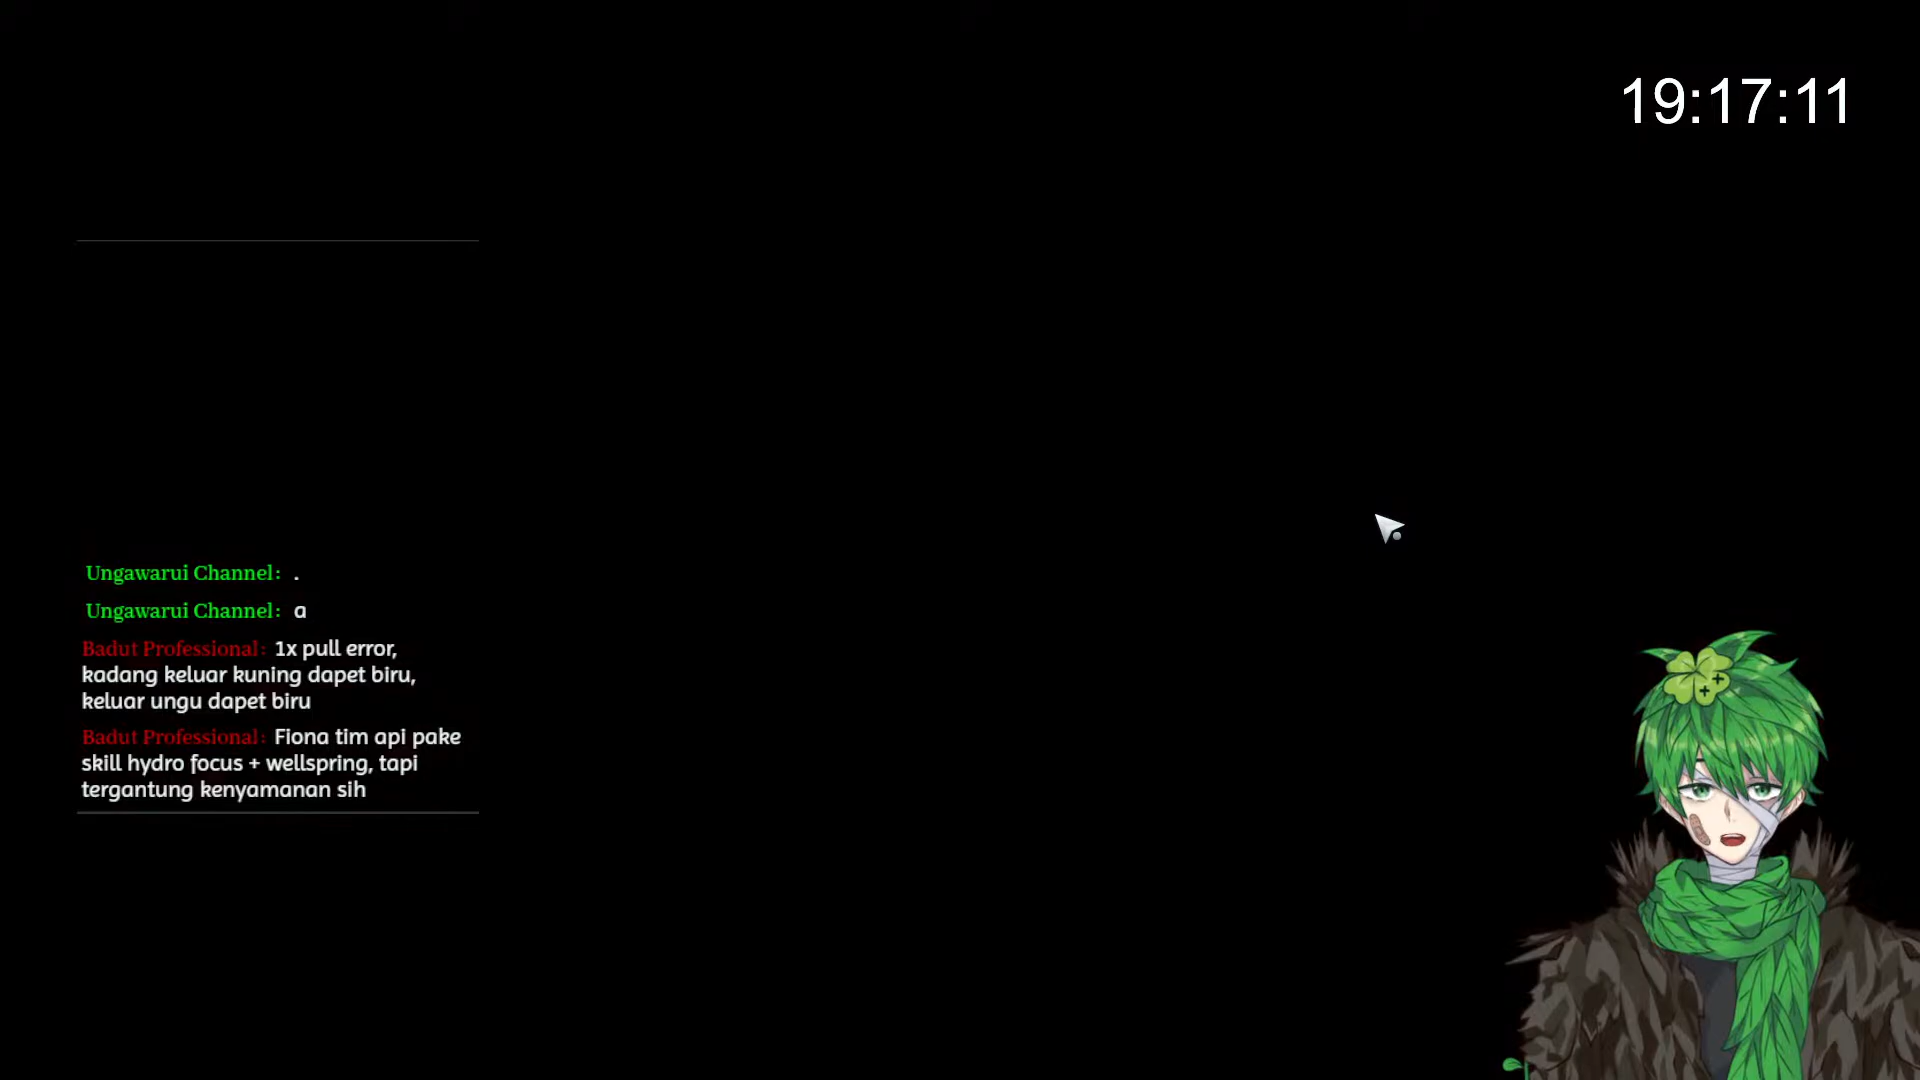 19:17:11
Ungawarui Channel: .
Ungawarui Channel: a
Badut Professional: 1x pull error,
kadang keluar kuning dapet biru,
keluar ungu dapet biru
Badut Professional: Fiona tim api pake
skill hydro focus + wellspring, tapi
tergantung kenyamanan sih